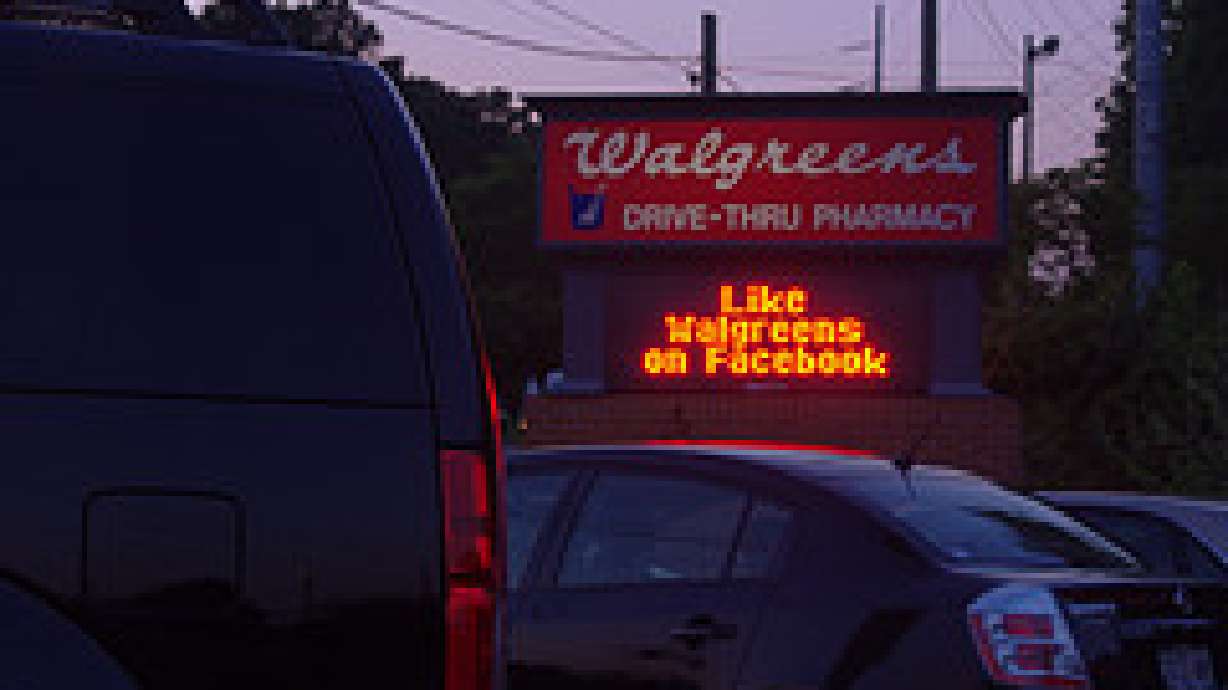 Walgreens
DRIVE-THRU PHARMACY
Like
Walgreens
on Facebook